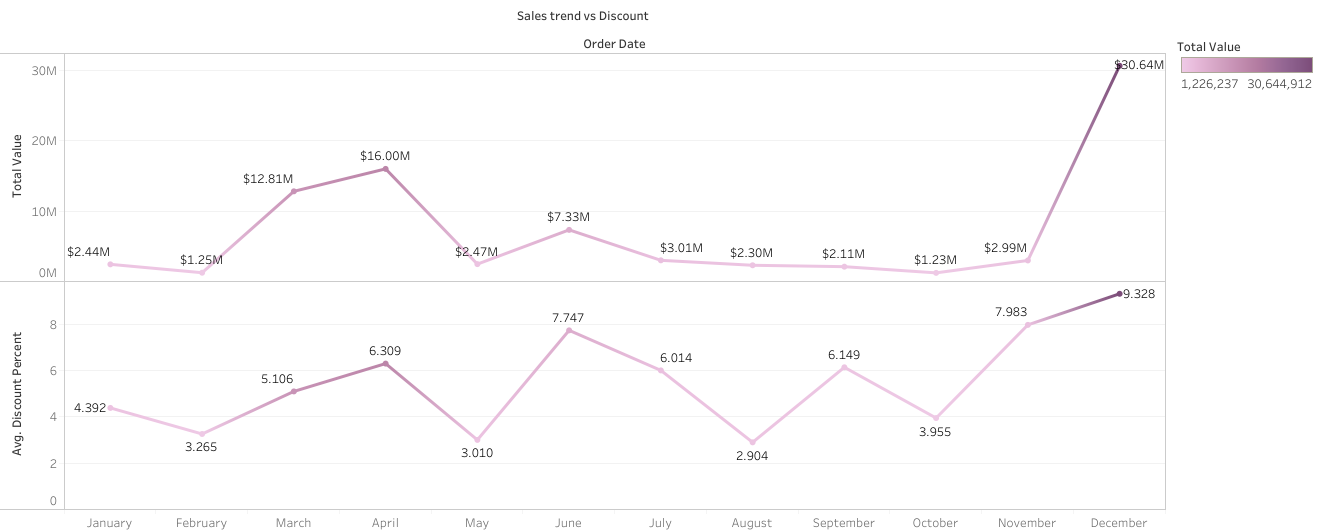 Sales trend vs Discount
Order Date
Total Value
30M
20M
10M
0M
$2.44M
$1.25M
$12.81M
$16.00M
$2.47M
$7.33M
$3.01M
$2.30M
$2.11M
$1.23M
$2.99M
$30.64M
Avg. Discount Percent
8
6
4
2
0
4.392
3.265
5.106
6.309
3.010
7.747
6.014
2.904
6.149
3.955
7.983
9.328
January February March April May June July August September October November December
Total Value
1,226,237 30,644,912